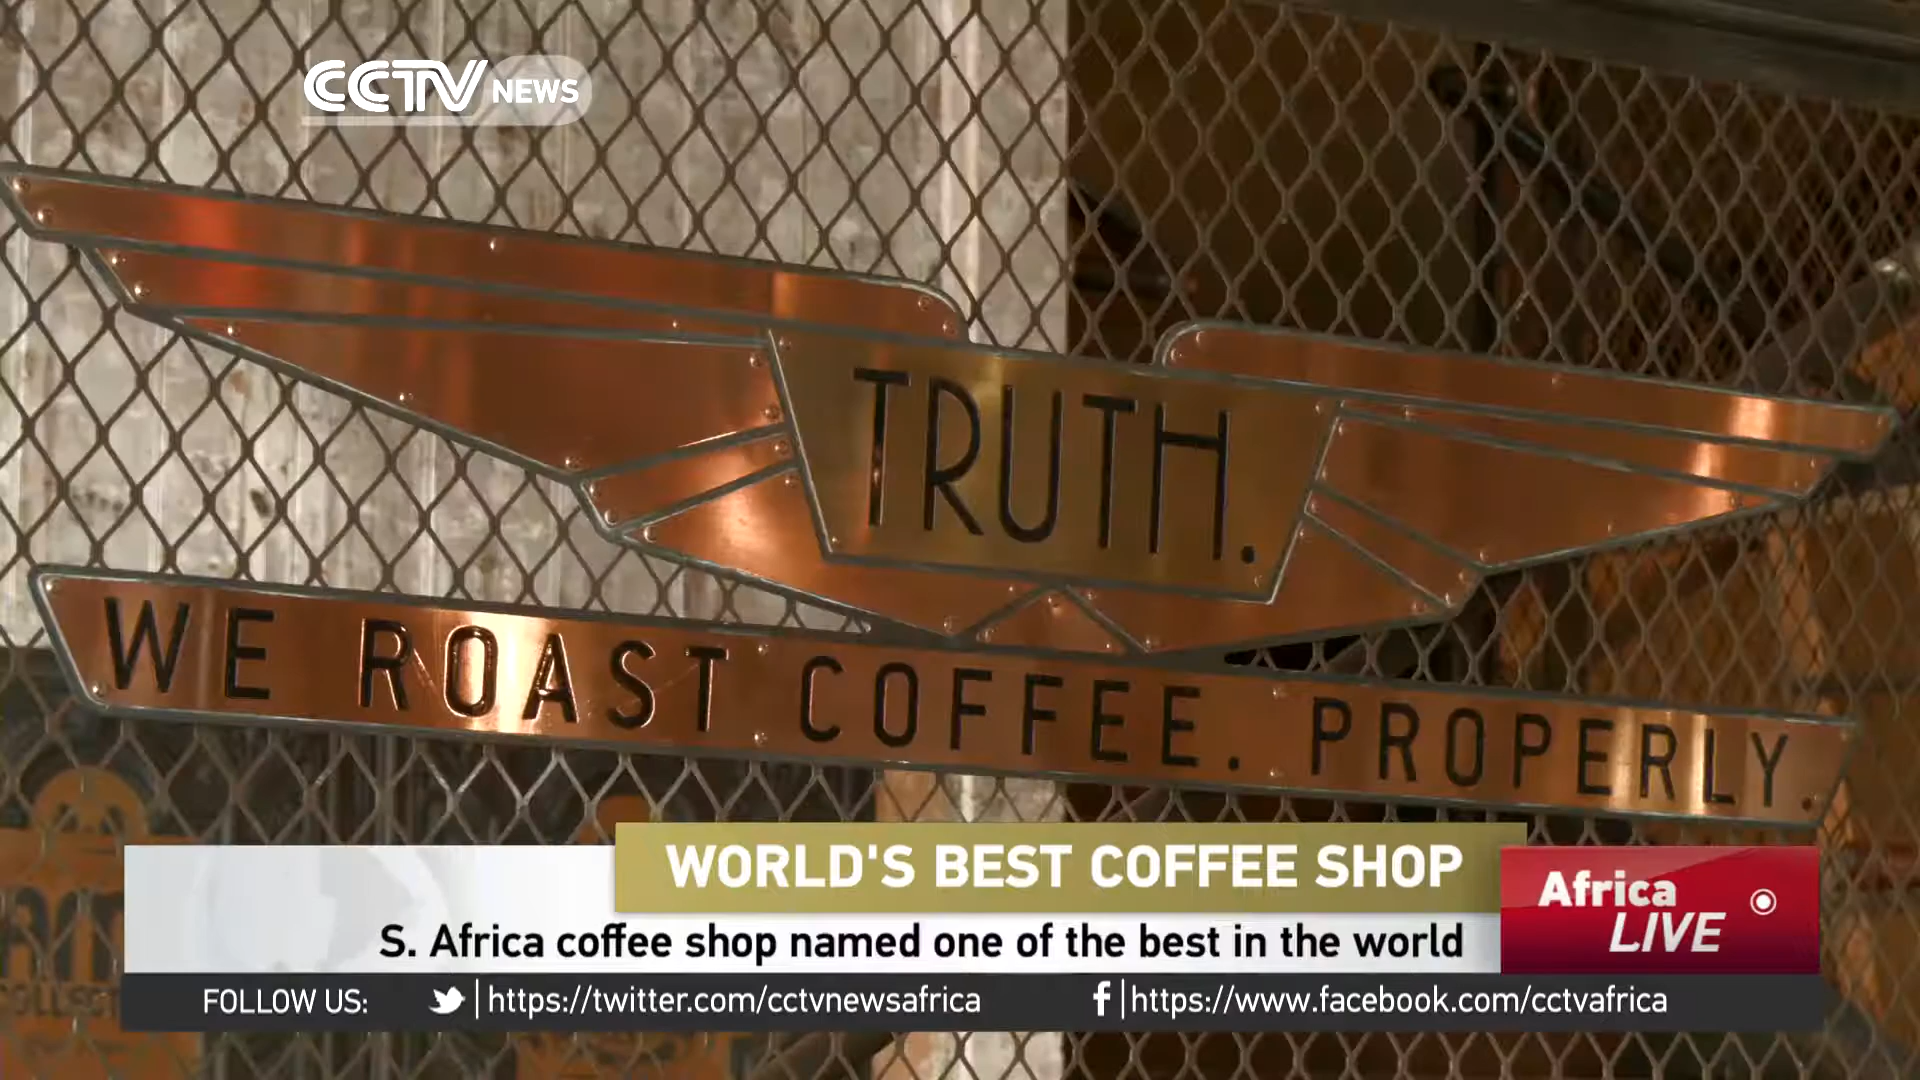 CCTV NEWS
TRUTH.
WE ROAST COFFEE. PROPERLY.
WORLD'S BEST COFFEE SHOP
S. Africa coffee shop named one of the best in the world
Africa
LIVE
FOLLOW US: https://twitter.com/cctvnewsafrica https://www.facebook.com/cctvafrica